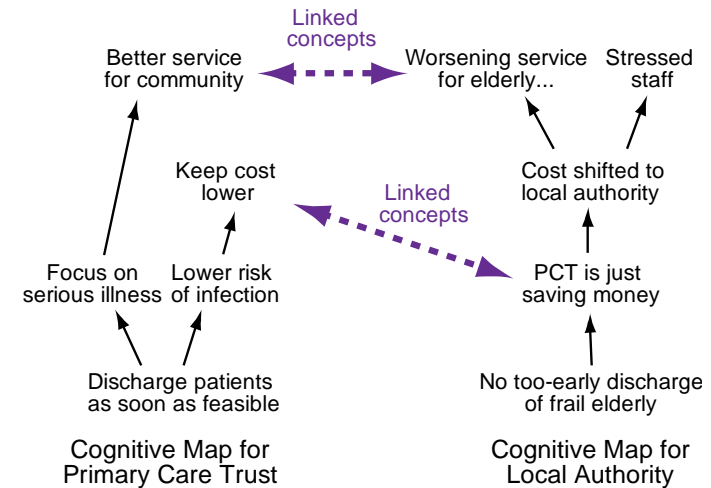 Linked
concepts
Better service
for community
Worsening service
for elderly...
Stressed
staff
Keep cost
lower
Linked
concepts
Cost shifted to
local authority
Focus on
serious illness
Lower risk
of infection
PCT is just
saving money
Discharge patients
as soon as feasible
No too-early discharge
of frail elderly
Cognitive Map for
Primary Care Trust
Cognitive Map for
Local Authority